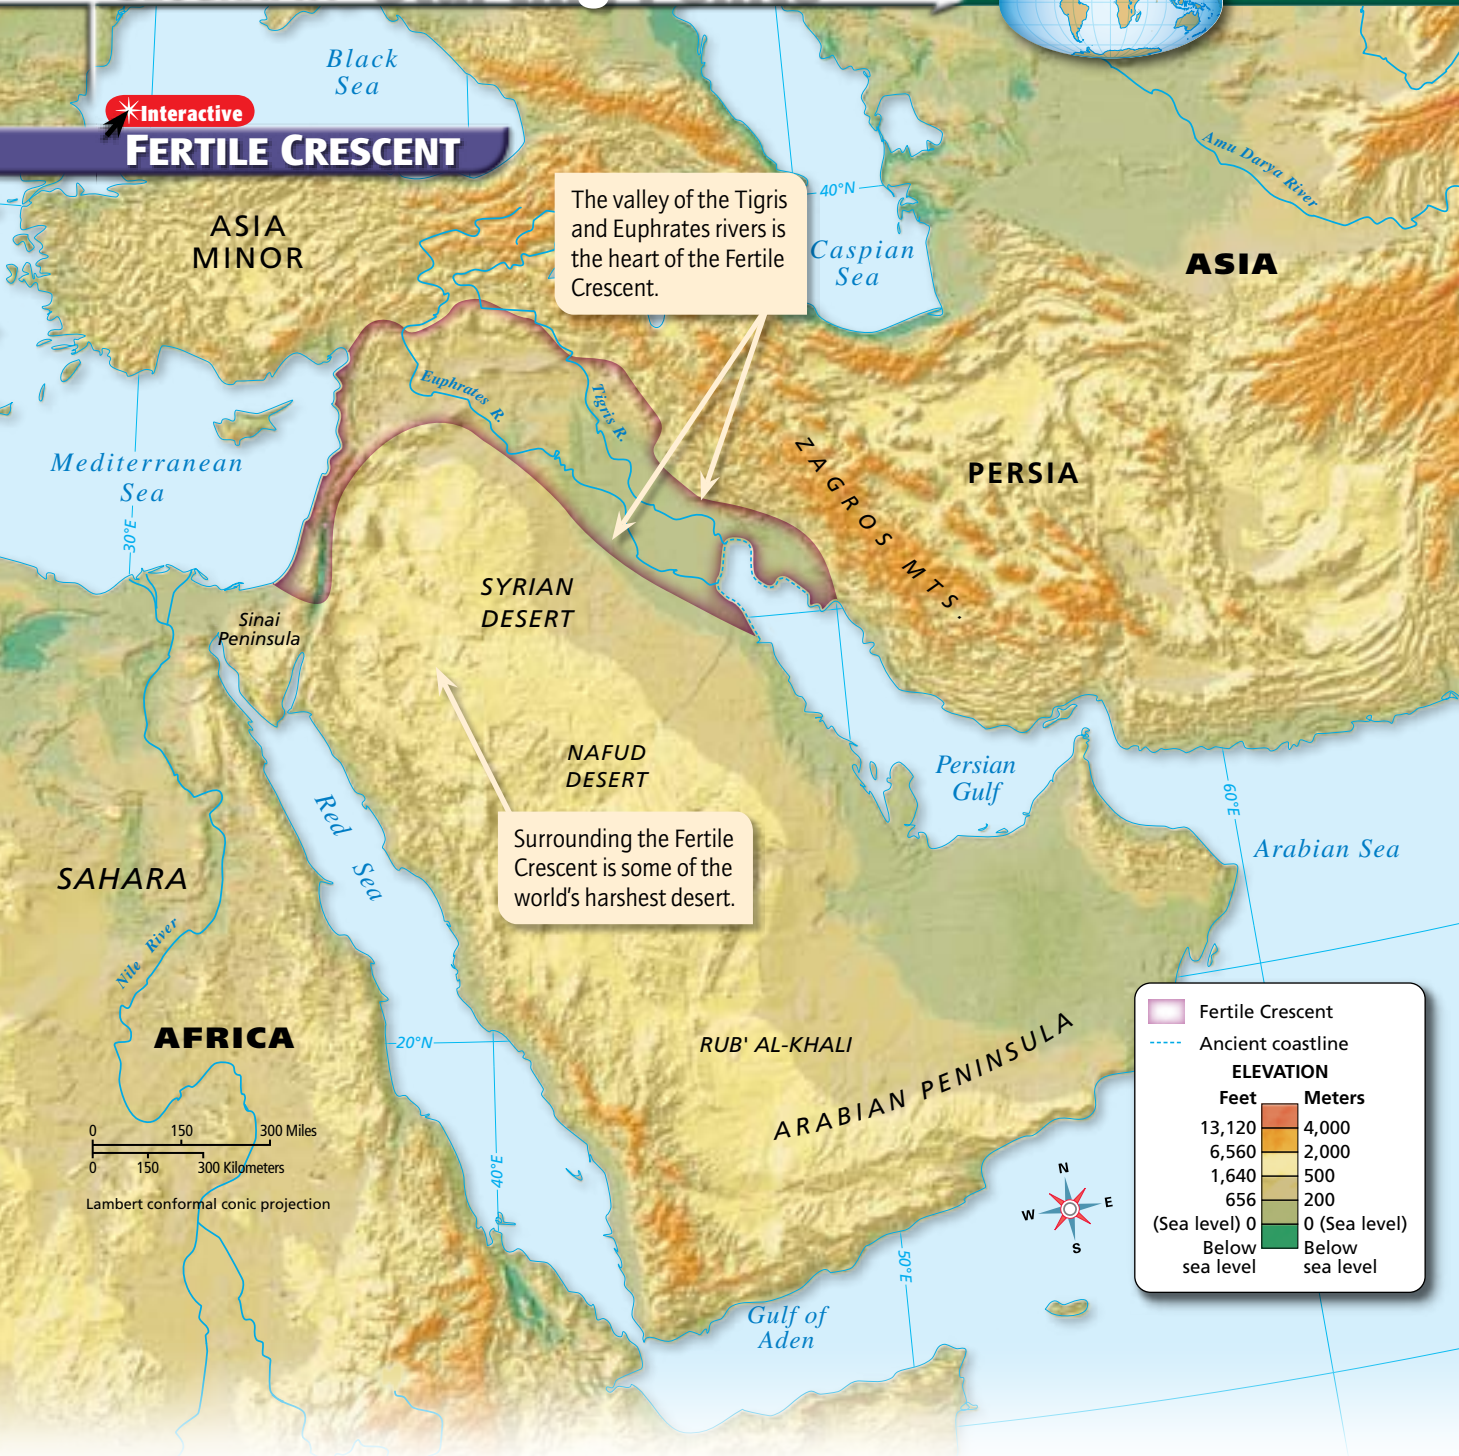 Interactive
FERTILE CRESCENT
Black
Sea
ASIA
MINOR
The valley of the Tigris
and Euphrates rivers is
the heart of the Fertile
Crescent.
40°N
Caspian
Sea
Amu Darya River
ASIA
Euphrates R.
Tigris R.
Mediterranean
Sea
30°E
ZAGROS MTS.
PERSIA
SYRIAN
DESERT
Sinai
Peninsula
NAFUD
DESERT
Persian
Gulf
60°E
Arabian Sea
Red Sea
Surrounding the Fertile
Crescent is some of the
world's harshest desert.
SAHARA
Nile River
AFRICA
20°N
RUB' AL-KHALI
ARABIAN PENINSULA
0 150 300 Miles
0 150 300 Kilometers
Lambert conformal conic projection
40°E
50°E
Gulf of
Aden
N
W E
S
Fertile Crescent
Ancient coastline
ELEVATION
Feet Meters
13,120 4,000
6,560 2,000
1,640 500
656 200
(Sea level) 0 0 (Sea level)
Below Below
sea level sea level